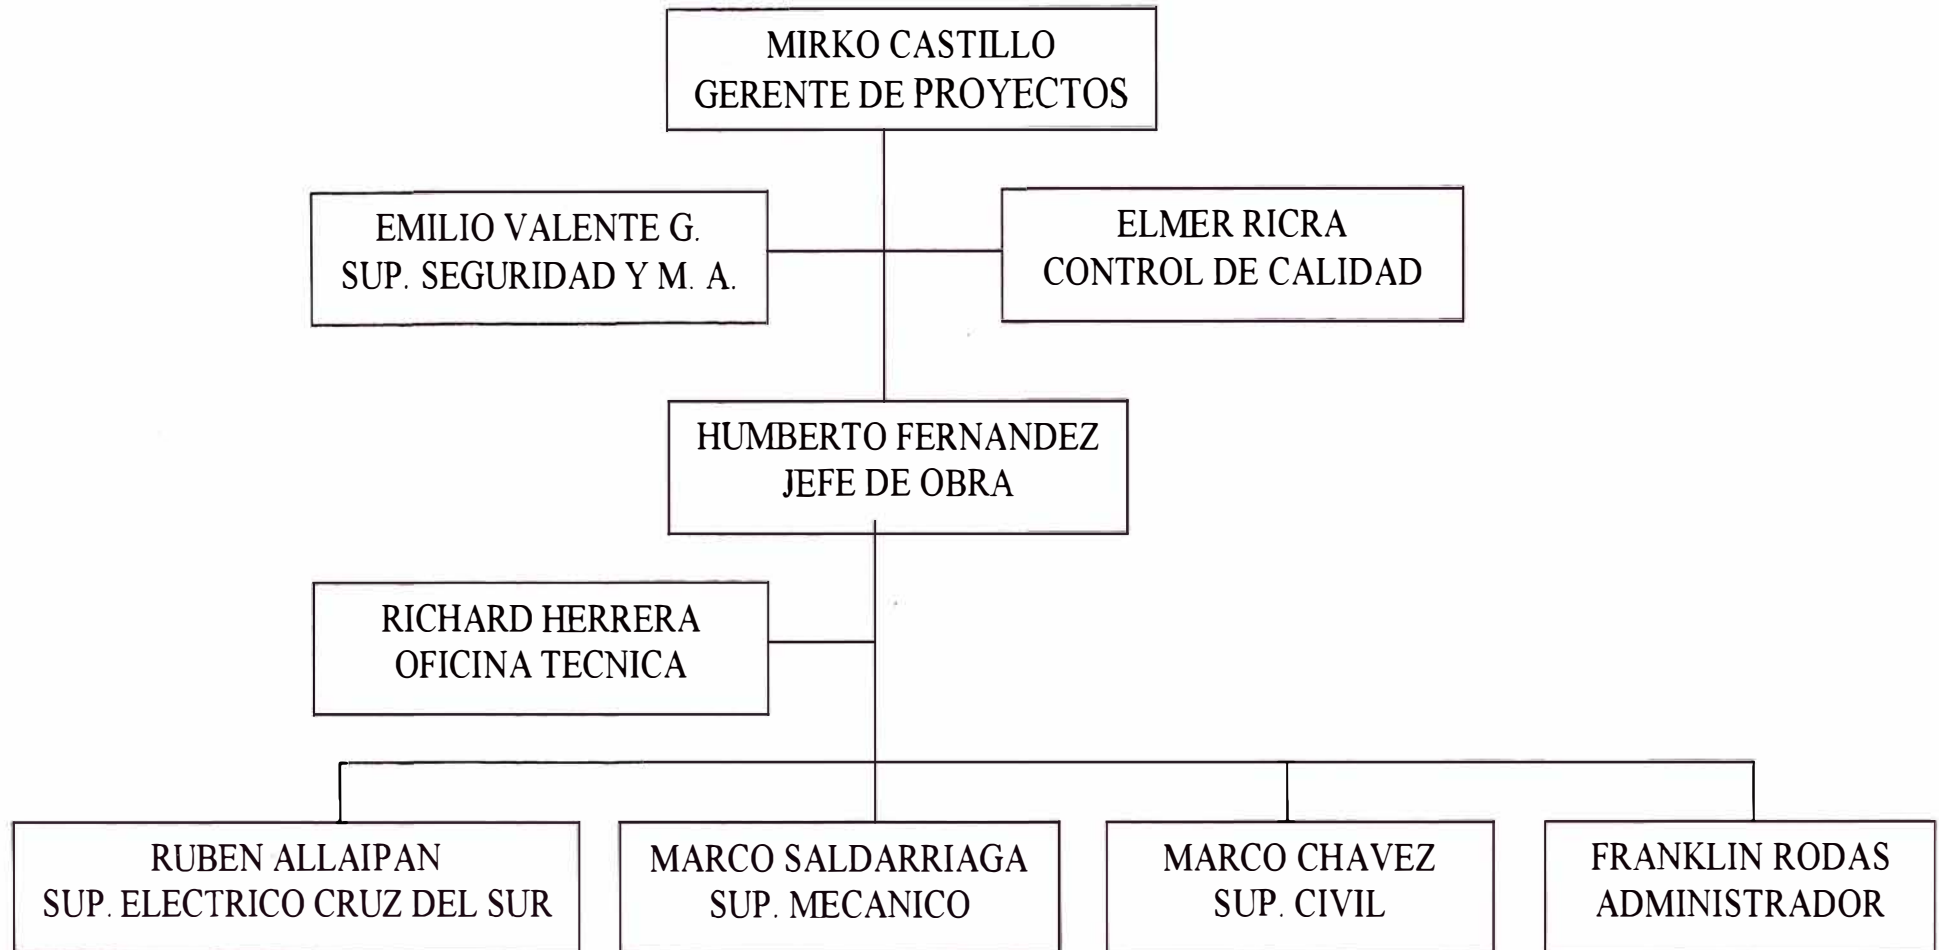 MIRKO CASTILLO
GERENTE DE PROYECTOS
EMILIO VALENTE G.
SUP. SEGURIDAD Y M. A.
ELMER RICRA
CONTROL DE CALIDAD
HUMBERTO FERNANDEZ
JEFE DE OBRA
RICHARD HERRERA
OFICINA TECNICA
RUBEN ALLAIPAN
SUP. ELECTRICO CRUZ DEL SUR
MARCO SALDARRIAGA
SUP. MECANICO
MARCO CHAVEZ
SUP. CIVIL
FRANKLIN RODAS
ADMINISTRADOR